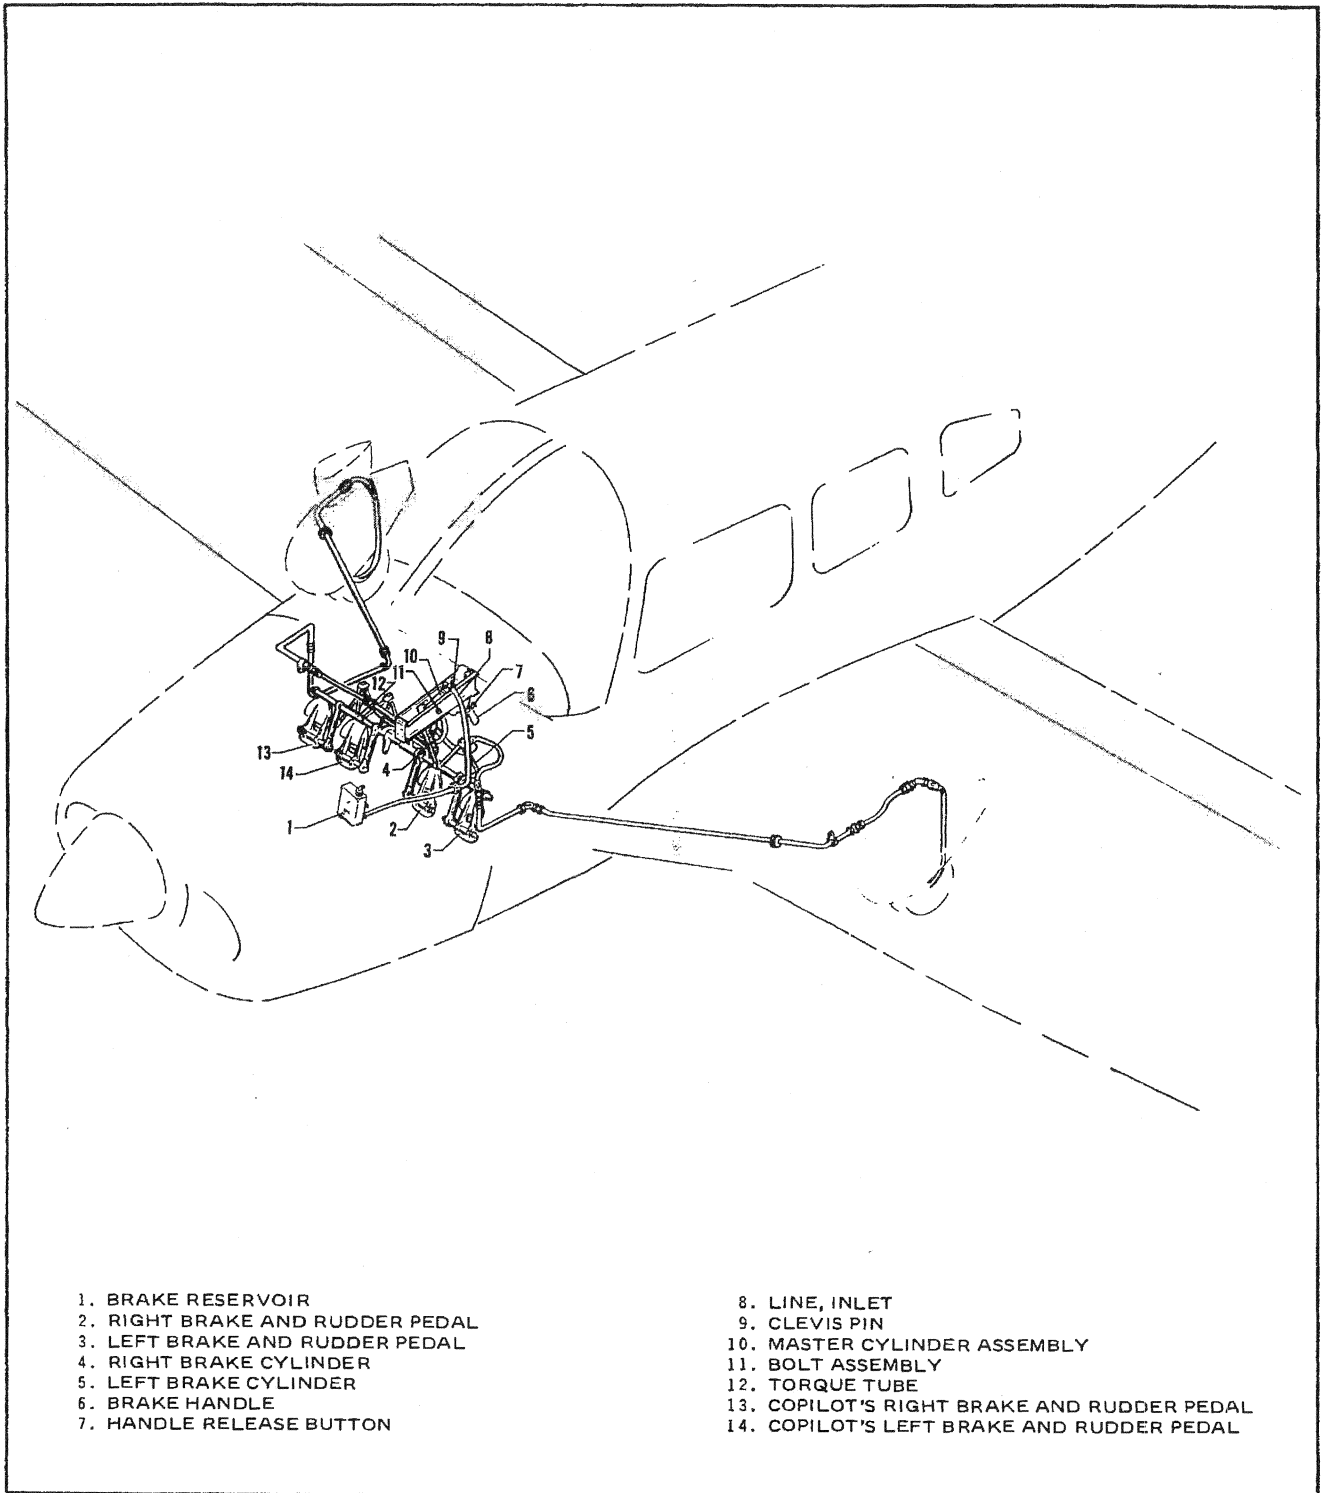 9
8
10
11
7
12
6
5
13
14
4
1
2
3
1. BRAKE RESERVOIR
2. RIGHT BRAKE AND RUDDER PEDAL
3. LEFT BRAKE AND RUDDER PEDAL
4. RIGHT BRAKE CYLINDER
5. LEFT BRAKE CYLINDER
6. BRAKE HANDLE
7. HANDLE RELEASE BUTTON
8. LINE, INLET
9. CLEVIS PIN
10. MASTER CYLINDER ASSEMBLY
11. BOLT ASSEMBLY
12. TORQUE TUBE
13. COPILOT'S RIGHT BRAKE AND RUDDER PEDAL
14. COPILOT'S LEFT BRAKE AND RUDDER PEDAL